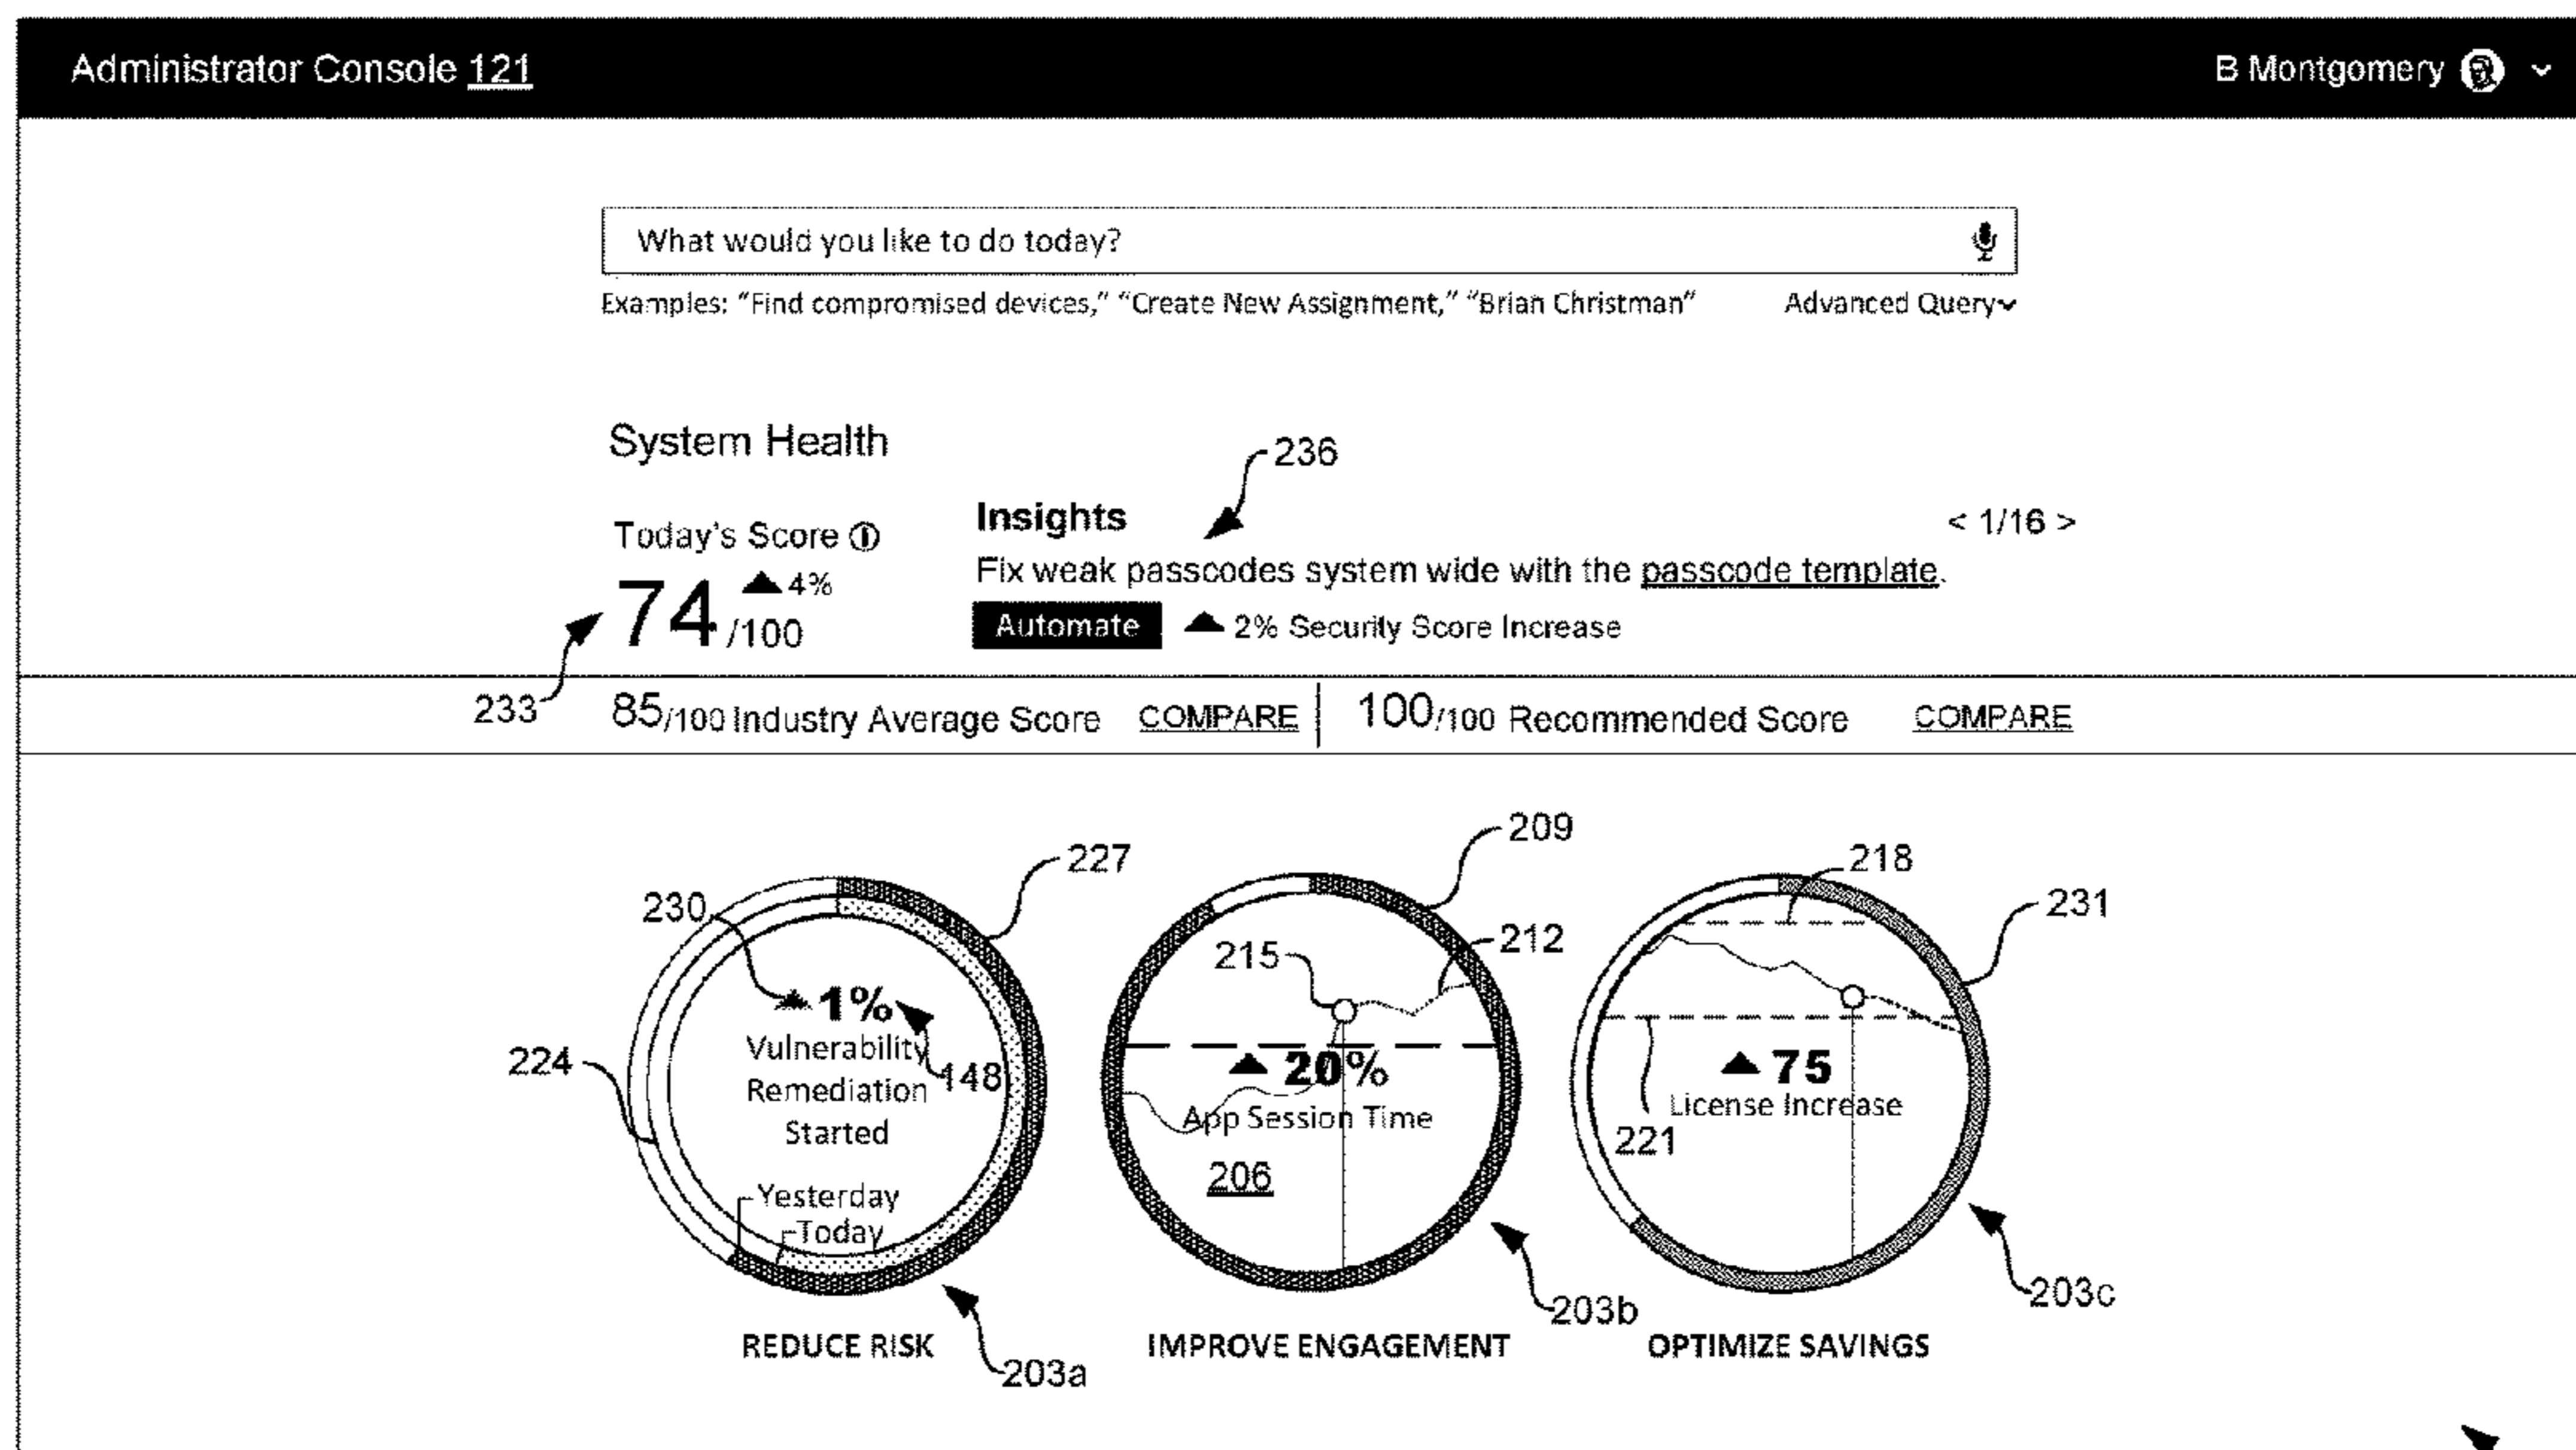 Administrator Console 121
B Montgomery
What would you like to do today?
Examples: “Find compromised devices,” “Create New Assignment,” “Brian Christman”
Advanced Query
System Health
236
Today's Score
Insights
< 1/16 >
Fix weak passcodes system wide with the passcode template.
74/100
▲ 4%
Automate
▲ 2% Security Score Increase
233
85/100 Industry Average Score
COMPARE
100/100 Recommended Score
COMPARE
209
227
218
230
231
212
215
▲ 1%
Vulnerability
Remediation
Started
148
224
▲ 20%
App Session Time
206
▲ 75
License Increase
221
Yesterday
Today
203a
203b
203c
REDUCE RISK
IMPROVE ENGAGEMENT
OPTIMIZE SAVINGS